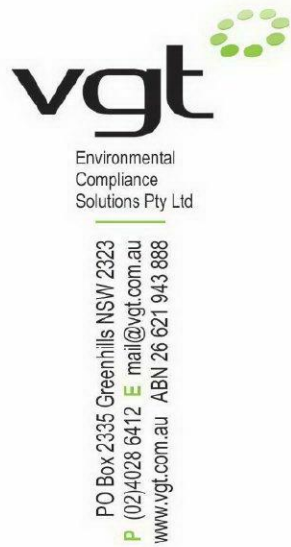 vgt
Environmental
Compliance
Solutions Pty Ltd
PO Box 2335 Greenhills NSW 2323
P (02)4028 6412 E mail@vgt.com.au
www.vgt.com.au ABN 26 621 943 888